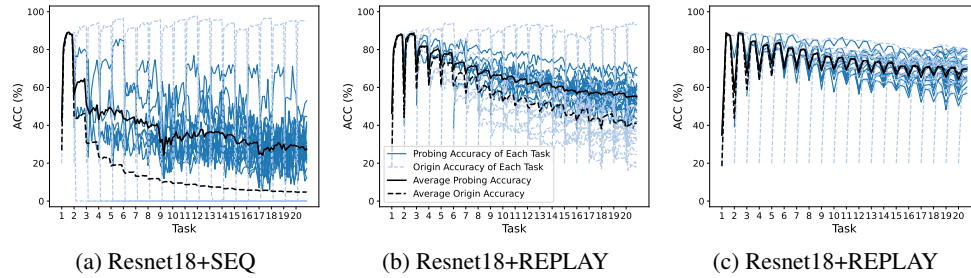 ACC (%)
100
80
60
40
20
0
1 2 3 4 5 6 7 8 9 10 11 12 13 14 15 16 17 18 19 20
Task
(a) Resnet18+SEQ
ACC (%)
100
80
60
40
20
0
Probing Accuracy of Each Task
Origin Accuracy of Each Task
Average Probing Accuracy
Average Origin Accuracy
1 2 3 4 5 6 7 8 9 10 11 12 13 14 15 16 17 18 19 20
Task
(b) Resnet18+REPLAY
ACC (%)
100
80
60
40
20
0
1 2 3 4 5 6 7 8 9 10 11 12 13 14 15 16 17 18 19 20
Task
(c) Resnet18+REPLAY